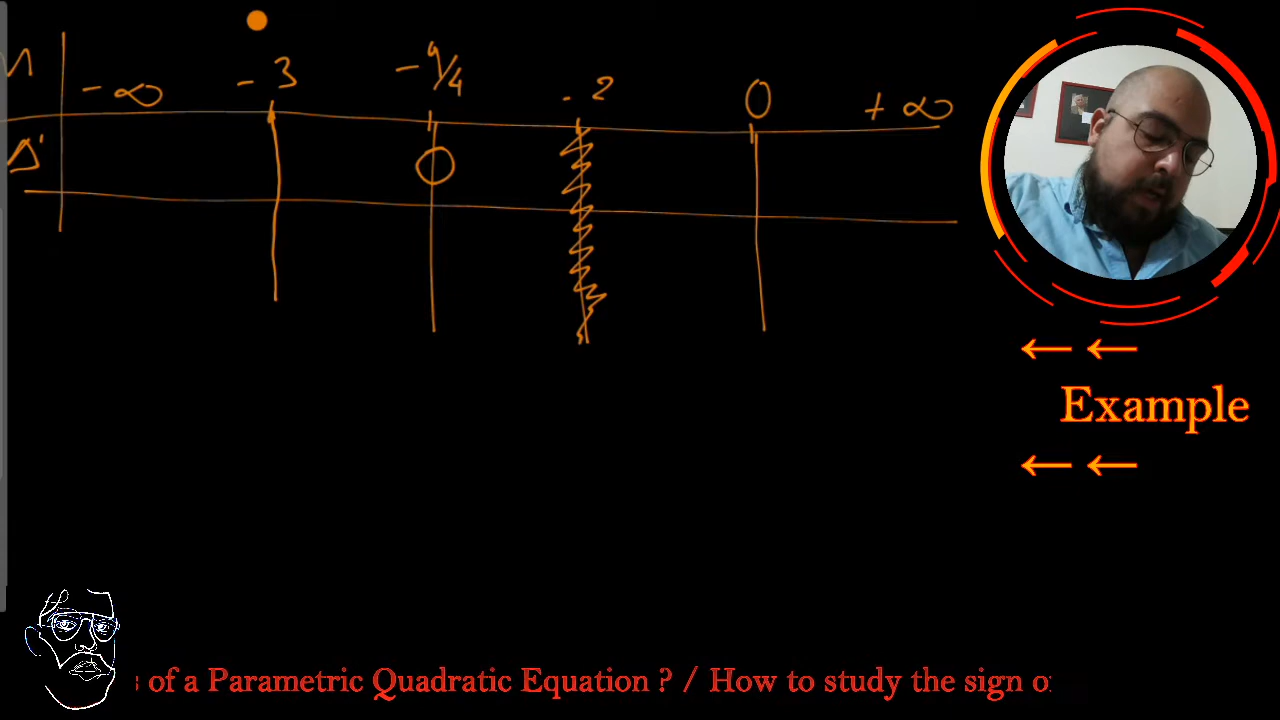 m -∞ -3 -9/4 -2 0 +∞
Δ'
← ←
Example
← ←
of a Parametric Quadratic Equation ? / How to study the sign o